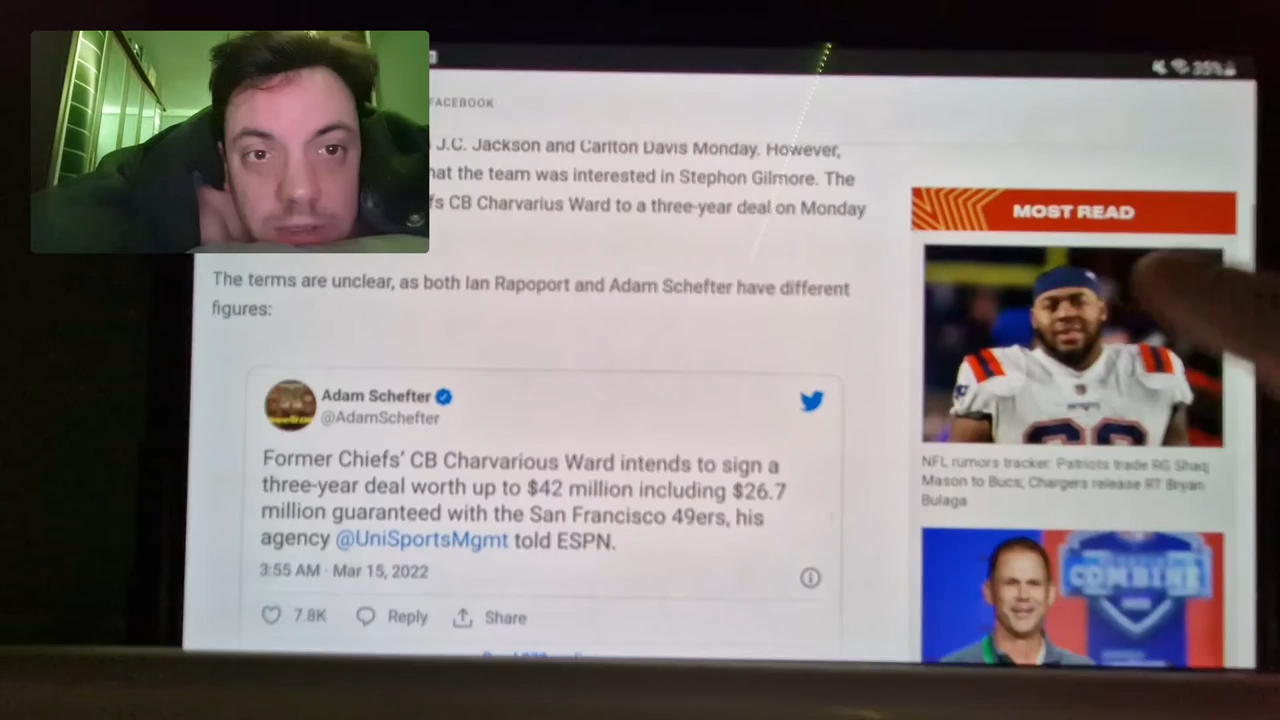 35%
FACEBOOK
J.C. Jackson and Carlton Davis Monday. However,
hat the team was interested in Stephon Gilmore. The
fs CB Charvarius Ward to a three-year deal on Monday
MOST READ
The terms are unclear, as both Ian Rapoport and Adam Schefter have different
figures:
Adam Schefter
@AdamSchefter
Former Chiefs' CB Charvarious Ward intends to sign a
three-year deal worth up to $42 million including $26.7
million guaranteed with the San Francisco 49ers, his
agency @UniSportsMgmt told ESPN.
3:55 AM · Mar 15, 2022
7.8K Reply Share
NFL rumors tracker: Patriots trade RG Shaq
Mason to Bucs; Chargers release RT Bryan
Bulaga
COMBINE